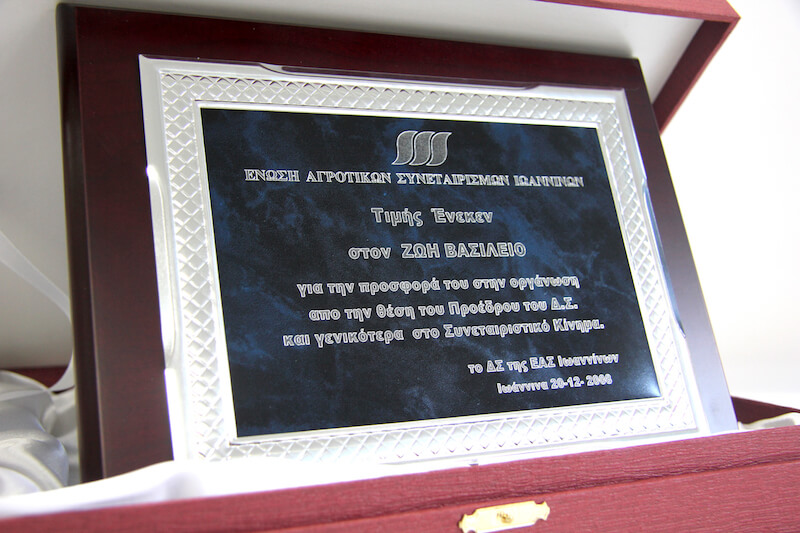 ΕΝΩΣΗ ΑΓΡΟΤΙΚΩΝ ΣΥΝΕΤΑΙΡΙΣΜΩΝ ΙΩΑΝΝΙΝΩΝ
Τιμής Ένεκεν
στον ΖΩΗ ΒΑΣΙΛΕΙΟ
για την προσφορά του στην οργάνωση
απο την θέση του Προέδρου του Δ.Σ.
και γενικότερα στο Συνεταιριστικό Κίνημα.
το ΔΣ της ΕΑΣ Ιωαννίνων
Ιωάννινα 20-12- 2008